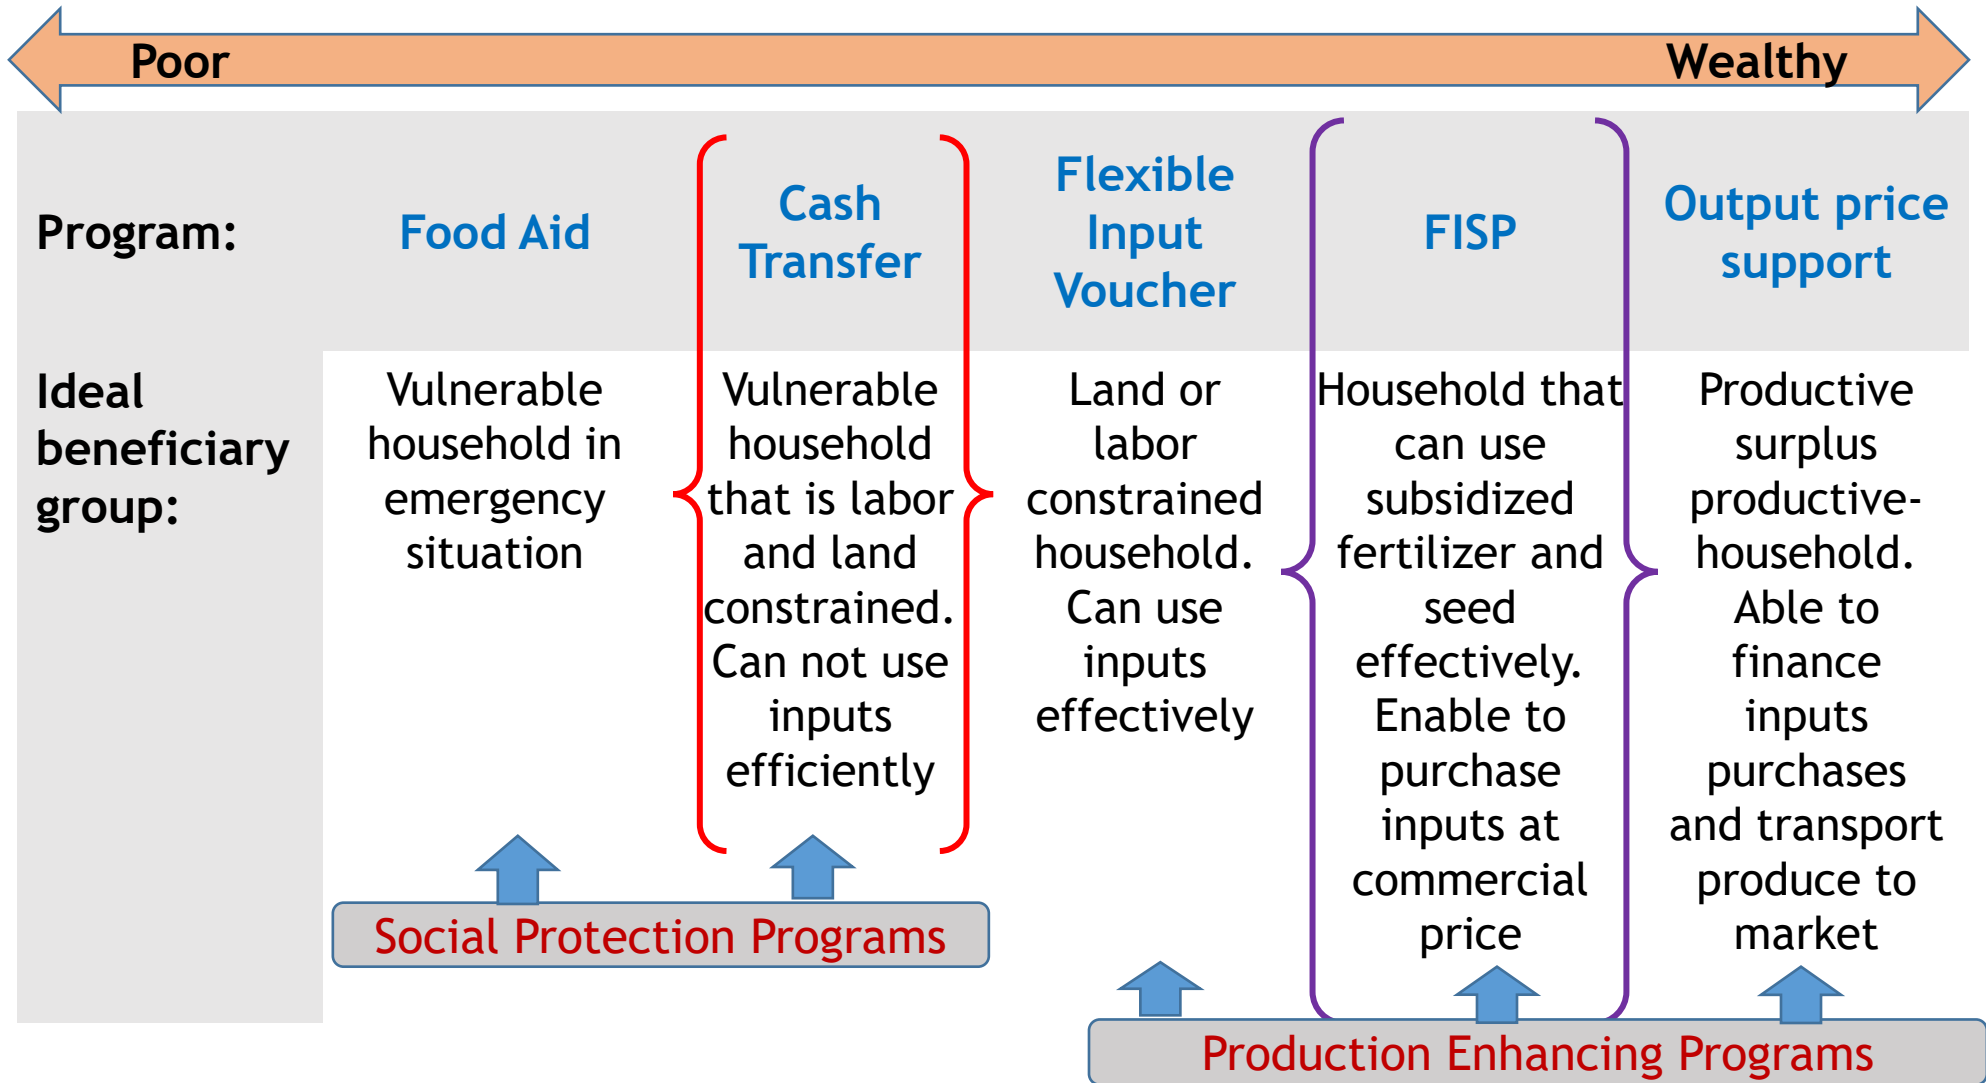 Poor
Wealthy
Program:
Food Aid
Cash
Transfer
Flexible
Input
Voucher
FISP
Output price
support
Ideal
beneficiary
group:
Vulnerable
household in
emergency
situation
Vulnerable
household
that is labor
and land
constrained.
Can not use
inputs
efficiently
Land or
labor
constrained
household.
Can use
inputs
effectively
Household that
can use
subsidized
fertilizer and
seed
effectively.
Enable to
purchase
inputs at
commercial
price
Productive
surplus
productive-
household.
Able to
finance
inputs
purchases
and transport
produce to
market
Social Protection Programs
Production Enhancing Programs